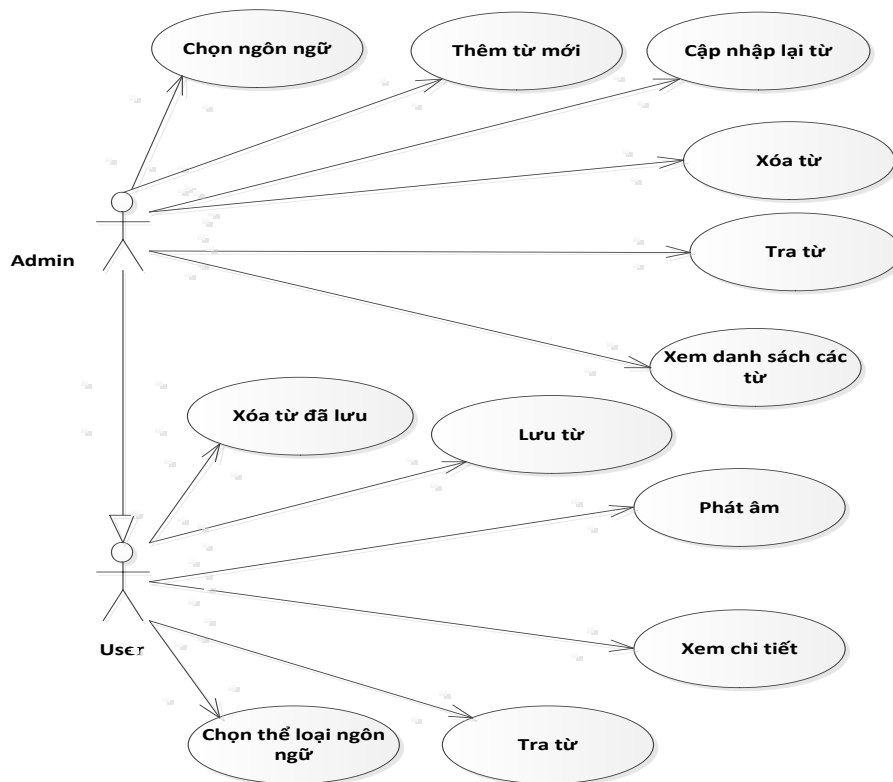 Chọn ngôn ngữ
Thêm từ mới
Cập nhập lại từ
Xóa từ
Tra từ
Admin
Xem danh sách các
từ
Xóa từ đã lưu
Lưu từ
Phát âm
User
Xem chi tiết
Chọn thể loại ngôn
ngữ
Tra từ